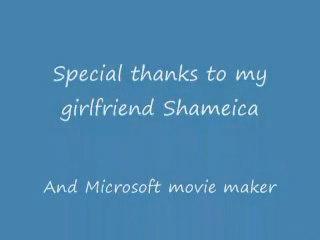 Special thanks to my
girlfriend Shameica
And Microsoft movie maker